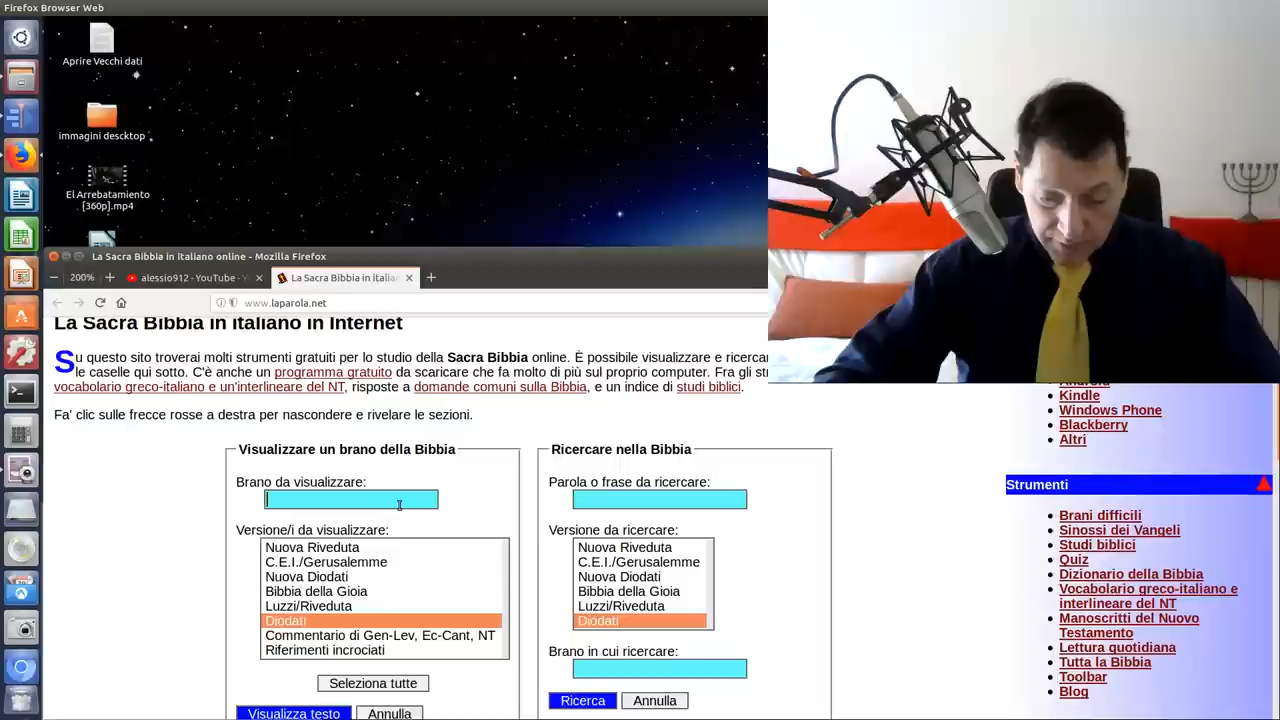 Firefox Browser Web
Aprire Vecchi dati
immagini descktop
El Arrebatamiento
[360p].mp4
La Sacra Bibbia in italiano online - Mozilla Firefox
200%
alessio912 - YouTube - Y
La Sacra Bibbia in italia
www.laparola.net
La Sacra Bibbia in italiano in Internet
Su questo sito troverai molti strumenti gratuiti per lo studio della Sacra Bibbia online. È possibile visualizzare e ricercar
le caselle qui sotto. C'è anche un programma gratuito da scaricare che fa molto di più sul proprio computer. Fra gli str
vocabolario greco-italiano e un'interlineare del NT, risposte a domande comuni sulla Bibbia, e un indice di studi biblici.
Fa' clic sulle frecce rosse a destra per nascondere e rivelare le sezioni.
Visualizzare un brano della Bibbia
Brano da visualizzare:
Versione/i da visualizzare:
Nuova Riveduta
C.E.I./Gerusalemme
Nuova Diodati
Bibbia della Gioia
Luzzi/Riveduta
Diodati
Commentario di Gen-Lev, Ec-Cant, NT
Riferimenti incrociati
Seleziona tutte
Visualizza testo
Annulla
Ricercare nella Bibbia
Parola o frase da ricercare:
Versione da ricercare:
Nuova Riveduta
C.E.I./Gerusalemme
Nuova Diodati
Bibbia della Gioia
Luzzi/Riveduta
Diodati
Brano in cui ricercare:
Ricerca
Annulla
Android
Kindle
Windows Phone
Blackberry
Altri
Strumenti
Brani difficili
Sinossi dei Vangeli
Studi biblici
Quiz
Dizionario della Bibbia
Vocabolario greco-italiano e
interlineare del NT
Manoscritti del Nuovo
Testamento
Lettura quotidiana
Tutta la Bibbia
Toolbar
Blog